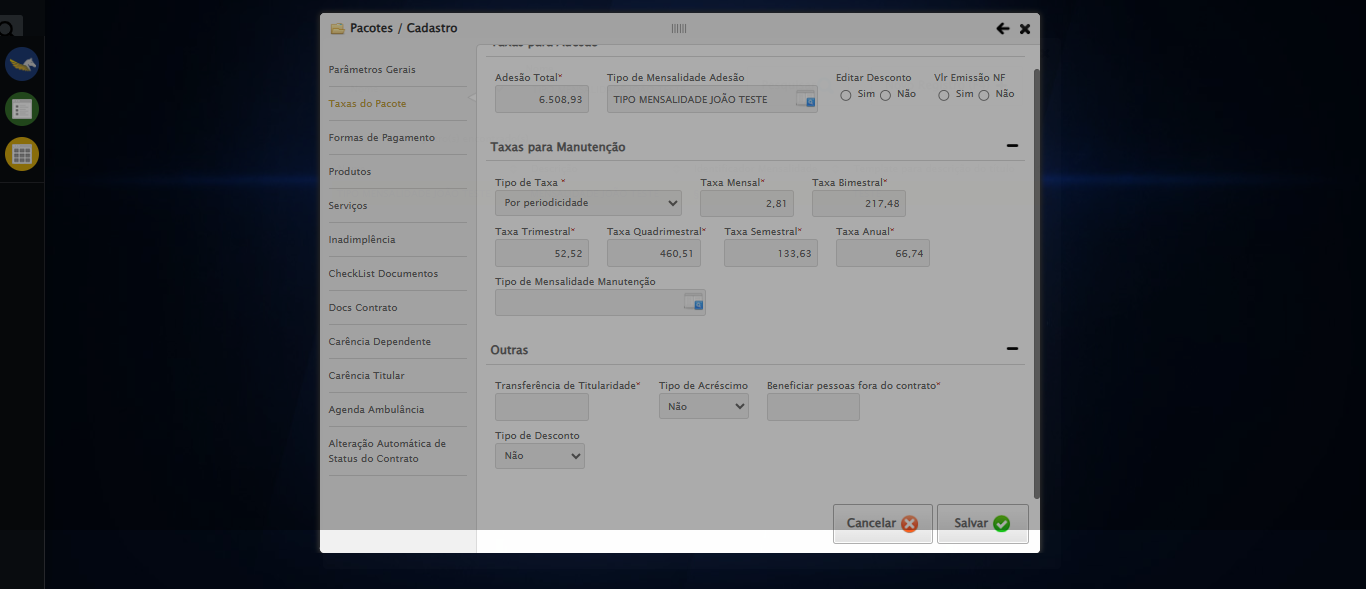 Pacotes / Cadastro
Parâmetros Gerais
Taxas do Pacote
Formas de Pagamento
Produtos
Serviços
Inadimplência
CheckList Documentos
Docs Contrato
Carência Dependente
Carência Titular
Agenda Ambulância
Alteração Automática de
Status do Contrato
Taxas para Adesão
Adesão Total* Tipo de Mensalidade Adesão Editar Desconto Vlr Emissão NF
6.508,93 TIPO MENSALIDADE JOÃO TESTE Sim Não Sim Não
Taxas para Manutenção
Tipo de Taxa * Taxa Mensal* Taxa Bimestral*
Por periodicidade 2,81 217,48
Taxa Trimestral* Taxa Quadrimestral* Taxa Semestral* Taxa Anual*
52,52 460,51 133,63 66,74
Tipo de Mensalidade Manutenção
Outras
Transferência de Titularidade* Tipo de Acréscimo Beneficiar pessoas fora do contrato*
Não
Tipo de Desconto
Não
Cancelar Salvar